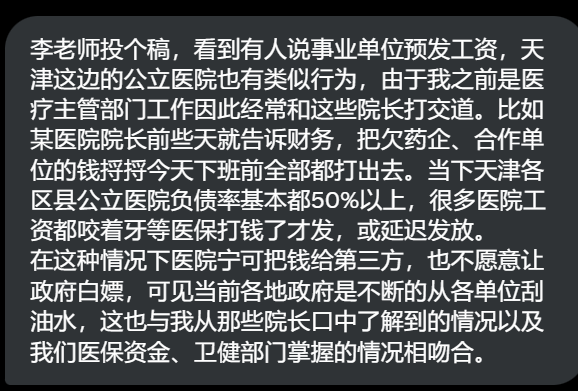 李老师投个稿，看到有人说事业单位预发工资，天
津这边的公立医院也有类似行为，由于我之前是医
疗主管部门工作因此经常和这些院长打交道。比如
某医院院长前些天就告诉财务，把欠药企、合作单
位的钱捋捋今天下班前全部都打出去。当下天津各
区县公立医院负债率基本都50%以上，很多医院工
资都咬着牙等医保打钱了才发，或延迟发放。
在这种情况下医院宁可把钱给第三方，也不愿意让
政府白嫖，可见当前各地政府是不断的从各单位刮
油水，这也与我从那些院长口中了解到的情况以及
我们医保资金、卫健部门掌握的情况相吻合。